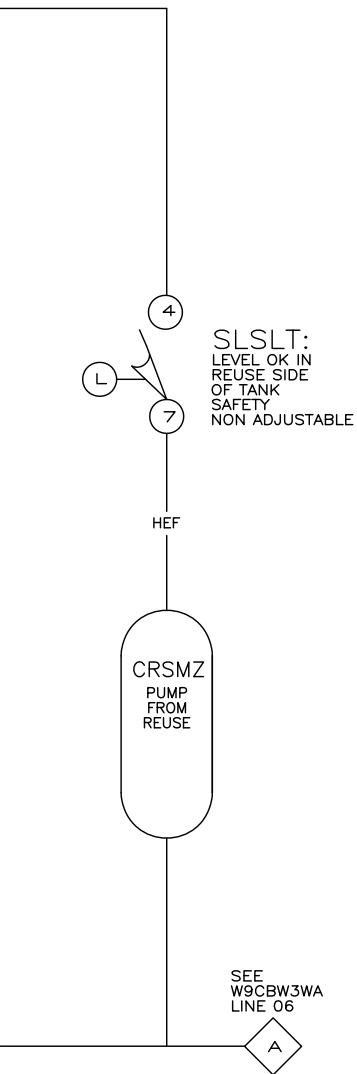 4
SLSLT:
LEVEL OK IN
REUSE SIDE
OF TANK
SAFETY
NON ADJUSTABLE
L
7
HEF
CRSMZ
PUMP
FROM
REUSE
SEE
W9CBW3WA
LINE 06
A